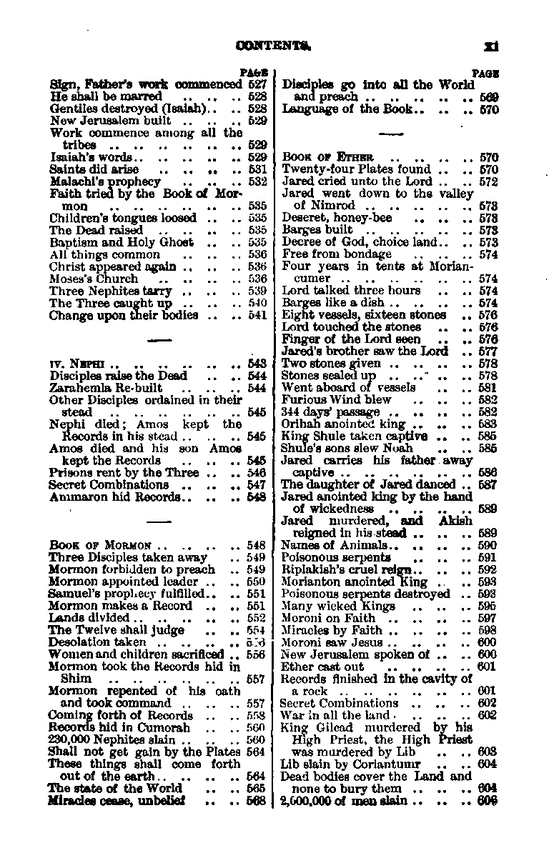 CONTENTS. xi
PAGE
Sign, Father's work commenced 527
He shall be marred .. .. .. 528
Gentiles destroyed (Isaiah).. .. 528
New Jerusalem built .. .. .. 529
Work commence among all the
tribes .. .. .. .. .. .. 529
Isaiah's words.. .. .. .. .. 529
Saints did arise .. .. .. .. 531
Malachi's prophecy .. .. .. 532
Faith tried by the Book of Mor-
mon .. .. .. .. .. .. 535
Children's tongues loosed .. .. 535
The Dead raised .. .. .. .. 535
Baptism and Holy Ghost .. .. 535
All things common .. .. .. 536
Christ appeared again .. .. .. 536
Moses's Church .. .. .. .. 536
Three Nephites tarry .. .. .. 539
The Three caught up .. .. .. 540
Change upon their bodies .. .. 541
IV. NEPHI .. .. .. .. .. .. 543
Disciples raise the Dead .. .. 544
Zarahemla Re-built .. .. .. 544
Other Disciples ordained in their
stead .. .. .. .. .. .. 545
Nephi died; Amos kept the
Records in his stead .. .. .. 545
Amos died and his son Amos
kept the Records .. .. .. 545
Prisons rent by the Three .. .. 546
Secret Combinations .. .. .. 547
Ammaron hid Records.. .. .. 548
BOOK OF MORMON .. .. .. .. 548
Three Disciples taken away .. 549
Mormon forbidden to preach .. 549
Mormon appointed leader .. .. 550
Samuel's prophecy fulfilled.. .. 551
Mormon makes a Record .. .. 551
Lands divided .. .. .. .. .. 552
The Twelve shall judge .. .. 554
Desolation taken .. .. .. ..
Women and children sacrificed .. 556
Mormon took the Records hid in
Shim .. .. .. .. .. .. 557
Mormon repented of his oath
and took command .. .. .. 557
Coming forth of Records .. .. 558
Records hid in Cumorah .. .. 560
230,000 Nephites slain .. .. .. 560
Shall not get gain by the Plates 564
These things shall come forth
out of the earth.. .. .. .. 564
The state of the World .. .. 565
Miracles cease, unbelief .. .. 568
PAGE
Disciples go into all the World
and preach .. .. .. .. .. 569
Language of the Book.. .. .. 570
BOOK OF ETHER .. .. .. .. 570
Twenty-four Plates found .. .. 570
Jared cried unto the Lord .. .. 572
Jared went down to the valley
of Nimrod .. .. .. .. .. 573
Deseret, honey-bee .. .. .. 573
Barges built .. .. .. .. .. 573
Decree of God, choice land.. .. 573
Free from bondage .. .. .. 574
Four years in tents at Morian-
cumer .. .. .. .. .. .. 574
Lord talked three hours .. .. 574
Barges like a dish .. .. .. .. 574
Eight vessels, sixteen stones .. 576
Lord touched the stones .. .. 576
Finger of the Lord seen .. .. 576
Jared's brother saw the Lord .. 577
Two stones given .. .. .. .. 578
Stones sealed up .. .. .. .. 578
Went aboard of vessels .. .. 581
Furious Wind blew .. .. .. 582
344 days' passage .. .. .. .. 582
Orihah anointed king .. .. .. 583
King Shule taken captive .. .. 585
Shule's sons slew Noah .. .. 585
Jared carries his father away
captive .. .. .. .. .. .. 586
The daughter of Jared danced .. 587
Jared anointed king by the hand
of wickedness .. .. .. .. 589
Jared murdered, and Akish
reigned in his stead .. .. .. 589
Names of Animals.. .. .. .. 590
Poisonous serpents .. .. .. 591
Riplakish's cruel reign.. .. .. 592
Morianton anointed King .. .. 593
Poisonous serpents destroyed .. 593
Many wicked Kings .. .. .. 595
Moroni on Faith .. .. .. .. 597
Miracles by Faith .. .. .. .. 598
Moroni saw Jesus .. .. .. .. 600
New Jerusalem spoken of .. .. 600
Ether cast out .. .. .. .. 601
Records finished in the cavity of
a rock .. .. .. .. .. .. 601
Secret Combinations .. .. .. 602
War in all the land . .. .. .. 602
King Gilead murdered by his
High Priest, the High Priest
was murdered by Lib .. .. 603
Lib slain by Coriantumr .. .. 604
Dead bodies cover the Land and
none to bury them .. .. .. 604
2,600,000 of men slain .. .. .. 606